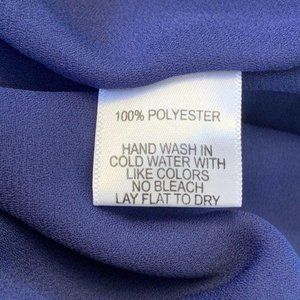 100% POLYESTER
HAND WASH IN
COLD WATER WITH
LIKE COLORS
NO BLEACH
LAY FLAT TO DRY